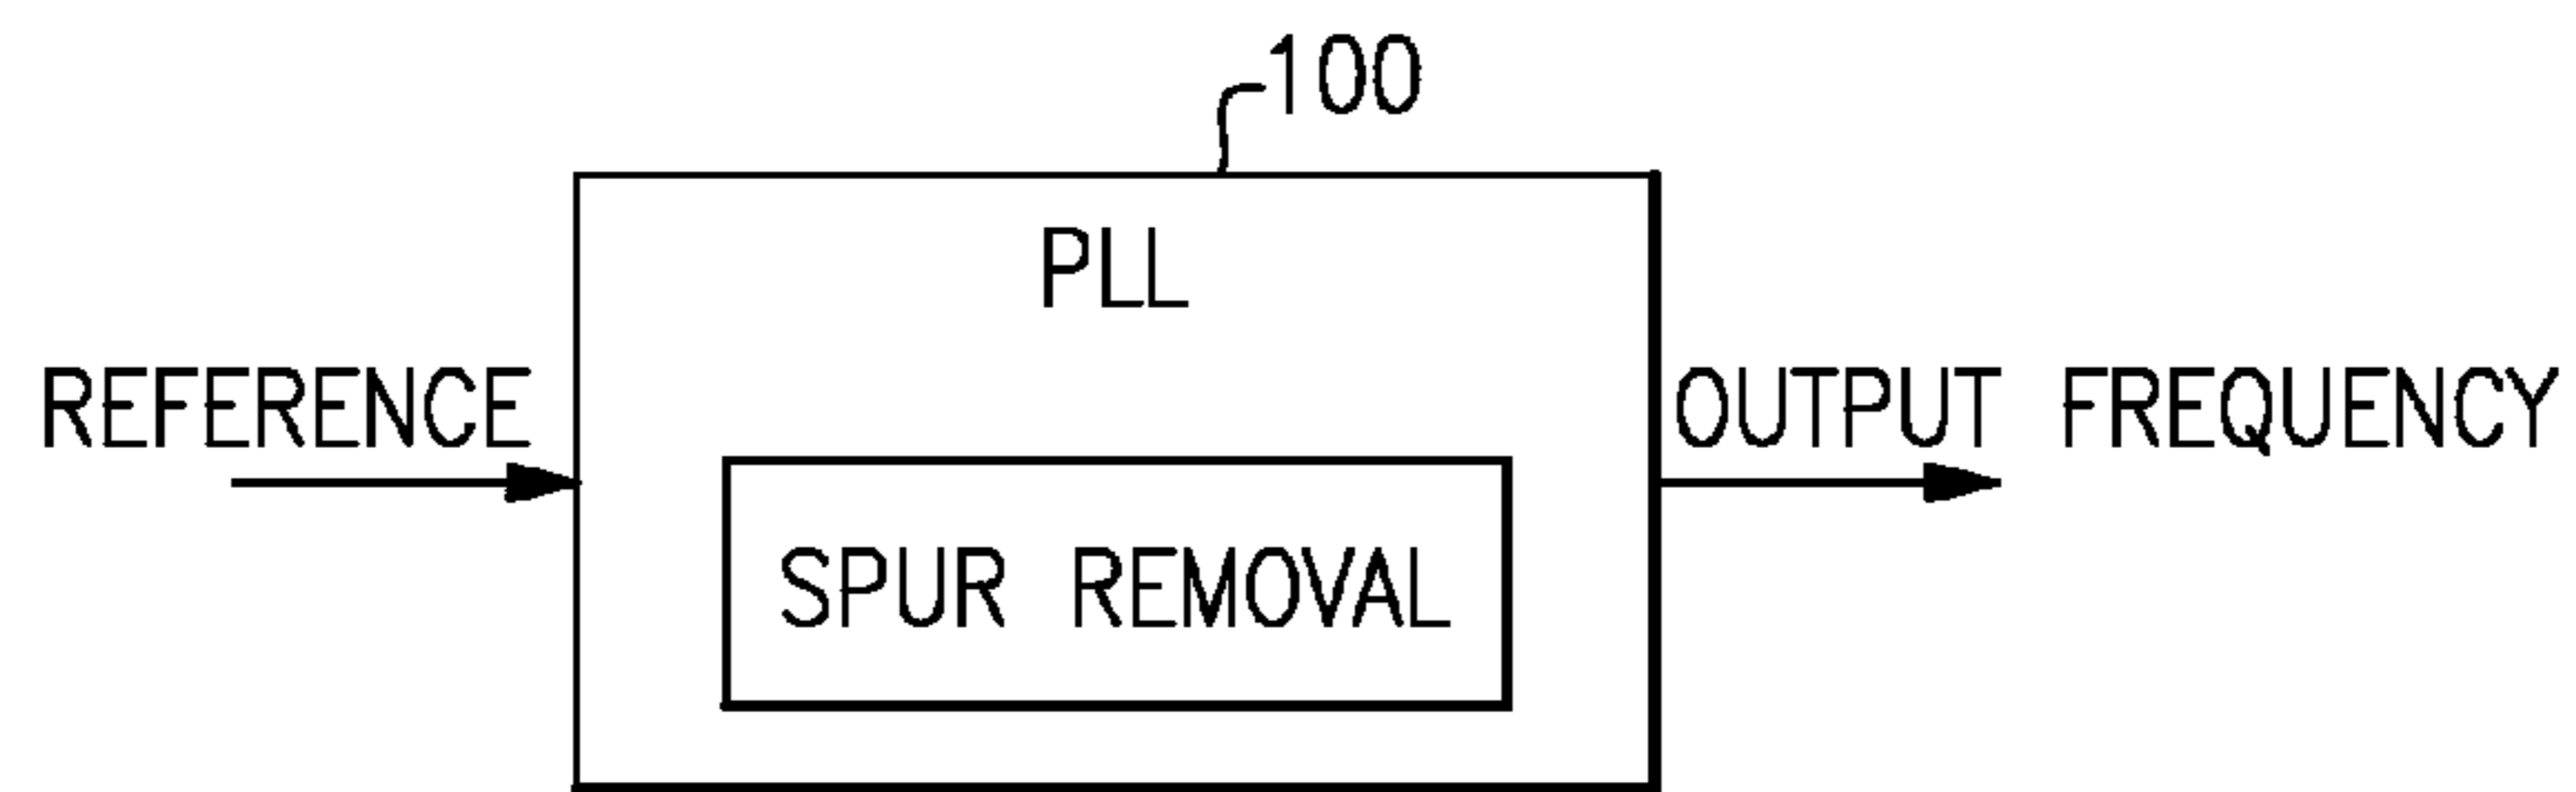 100
PLL
REFERENCE
OUTPUT FREQUENCY
SPUR REMOVAL